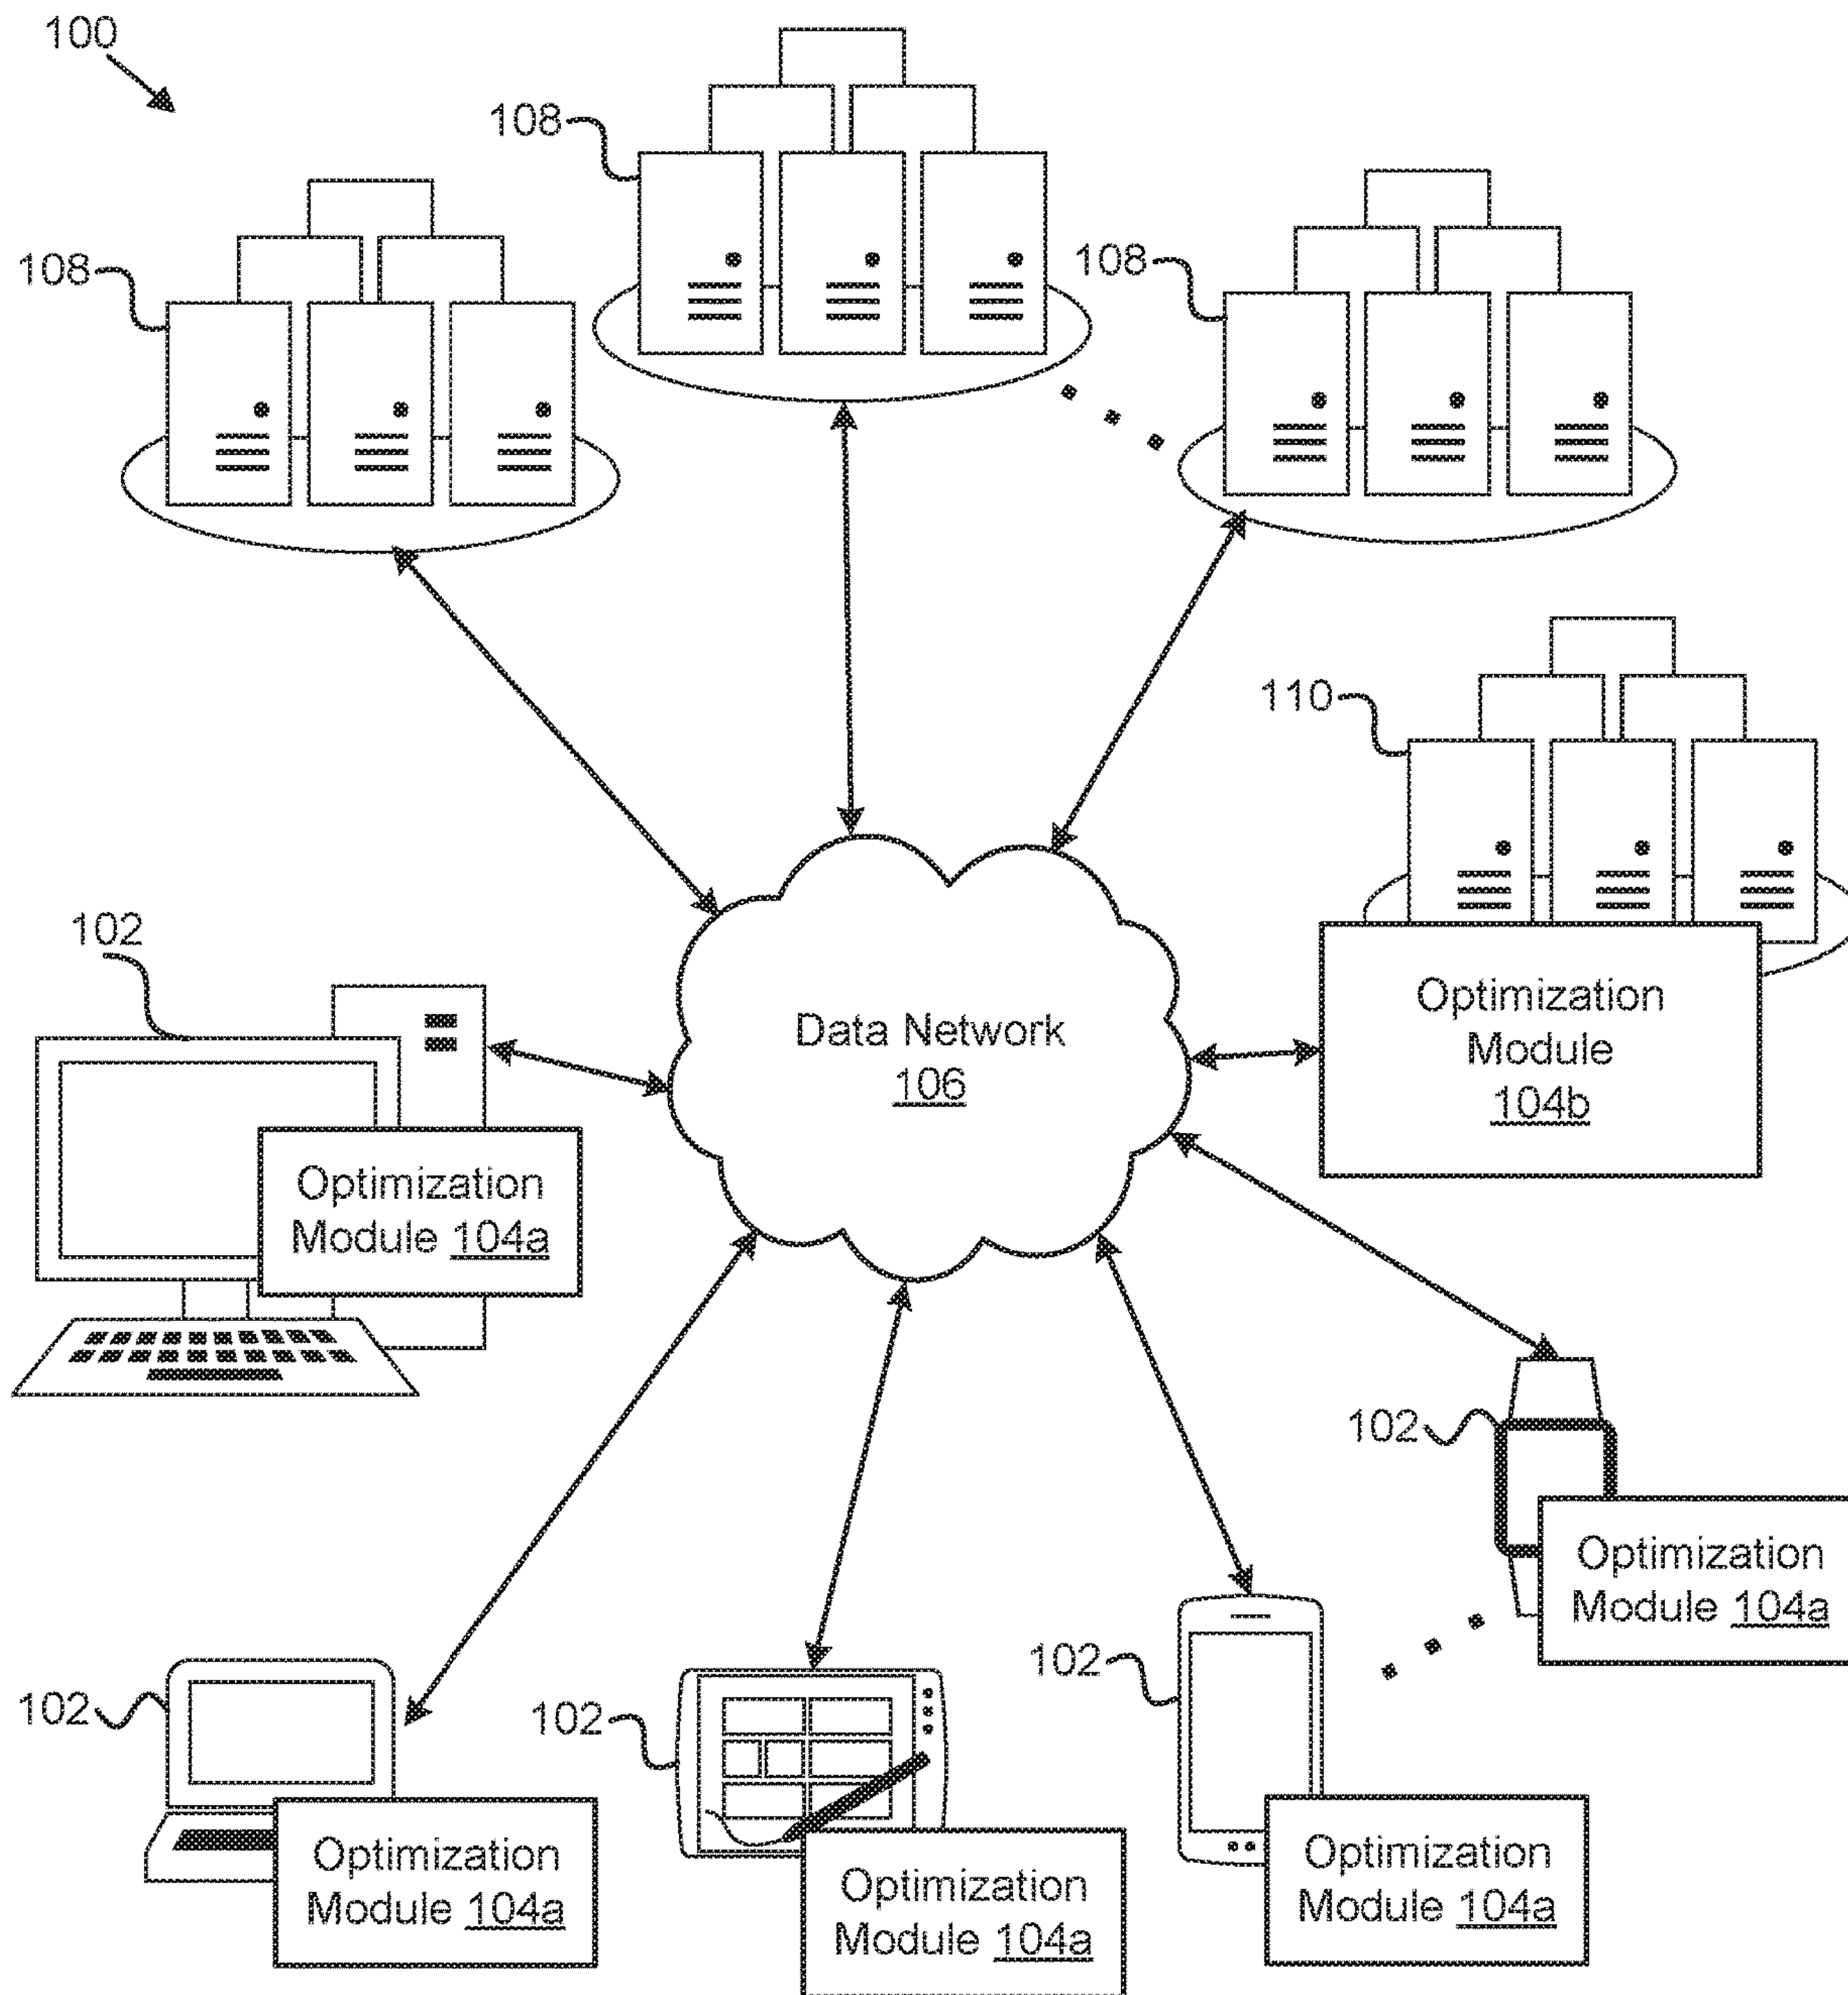 100
108
108
108
110
102
Data Network
106
Optimization
Module
104b
Optimization
Module 104a
102
Optimization
Module 104a
102
102
102
Optimization
Module 104a
Optimization
Module 104a
Optimization
Module 104a